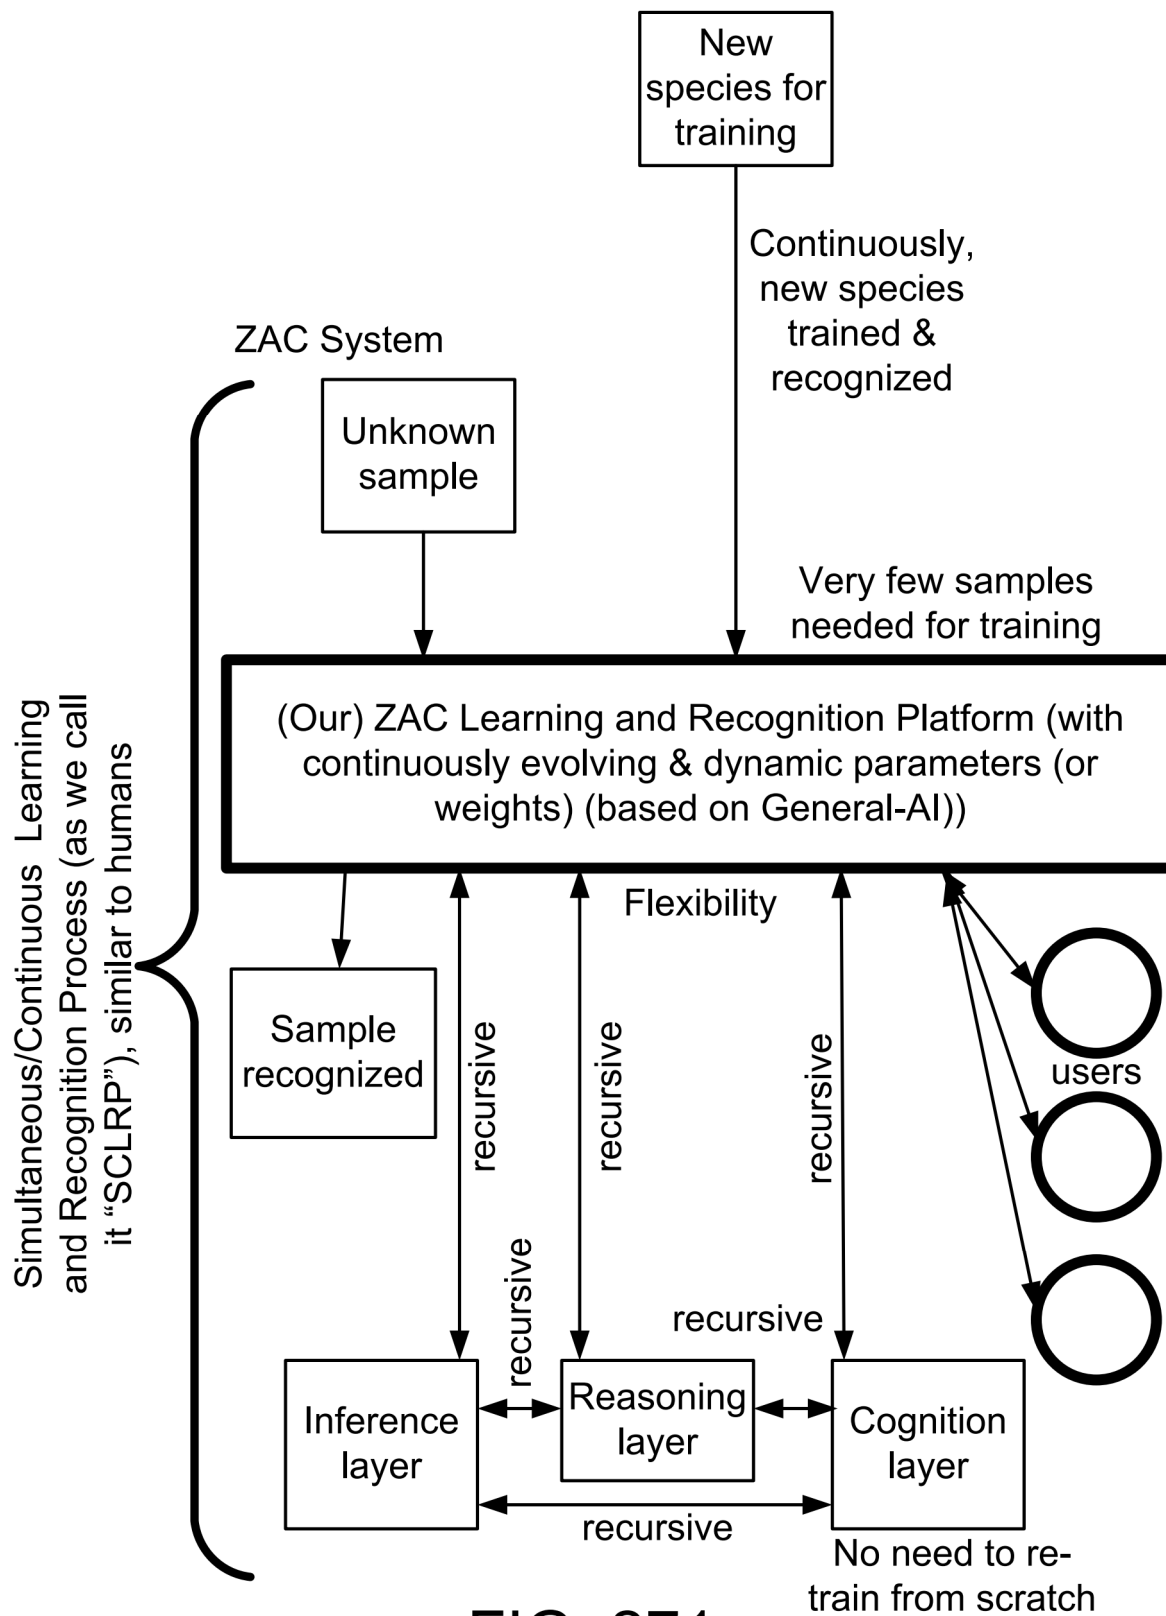 New
species for
training
Continuously,
new species
trained &
recognized
ZAC System
Unknown
sample
Very few samples
needed for training
(Our) ZAC Learning and Recognition Platform (with
continuously evolving & dynamic parameters (or
weights) (based on General-AI))
Simultaneous/Continuous Learning
and Recognition Process (as we call
it “SCLRP”), similar to humans
Flexibility
Sample
recognized
recursive
recursive
recursive
users
recursive
recursive
Inference
layer
Reasoning
layer
Cognition
layer
recursive
No need to re-
train from scratch